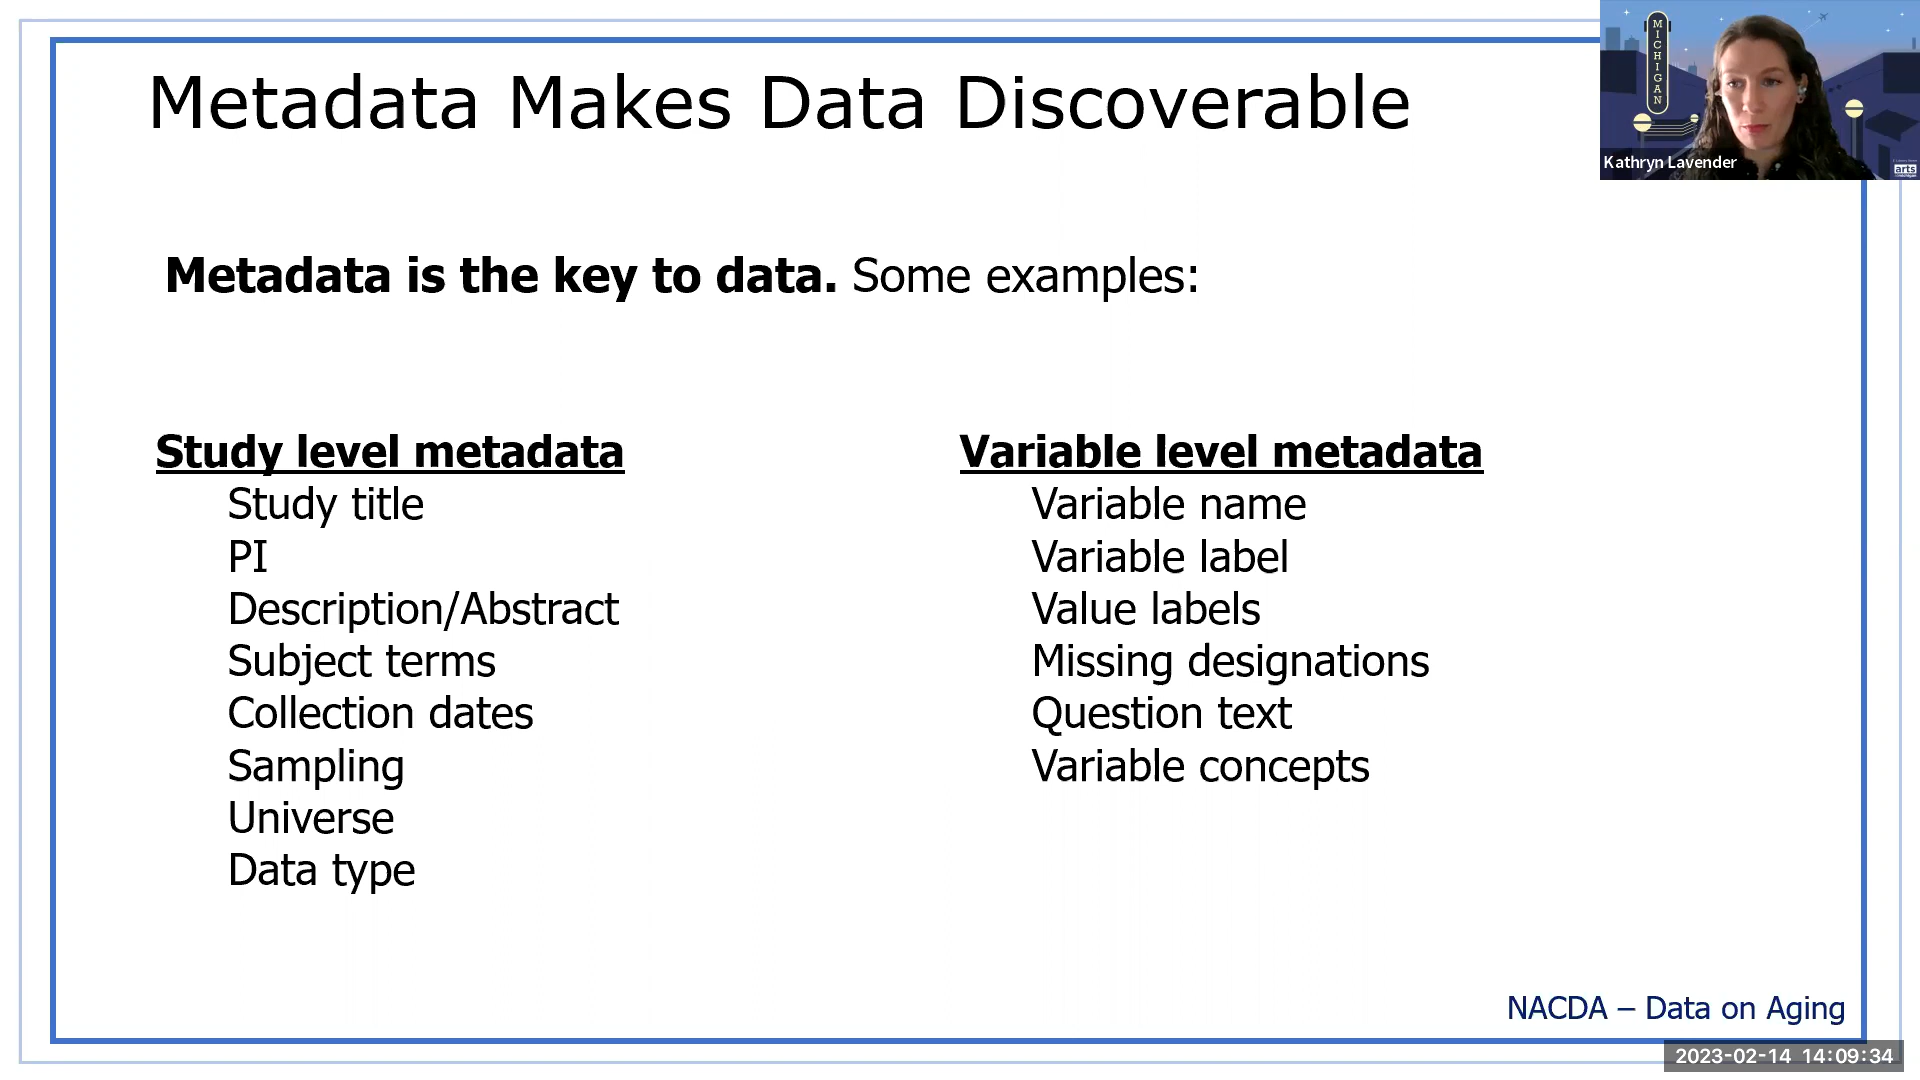 Metadata Makes Data Discoverable
MICHIGAN
Kathryn Lavender
arts
Metadata is the key to data. Some examples:
Study level metadata
Study title
PI
Description/Abstract
Subject terms
Collection dates
Sampling
Universe
Data type
Variable level metadata
Variable name
Variable label
Value labels
Missing designations
Question text
Variable concepts
NACDA – Data on Aging
2023-02-14 14:09:34